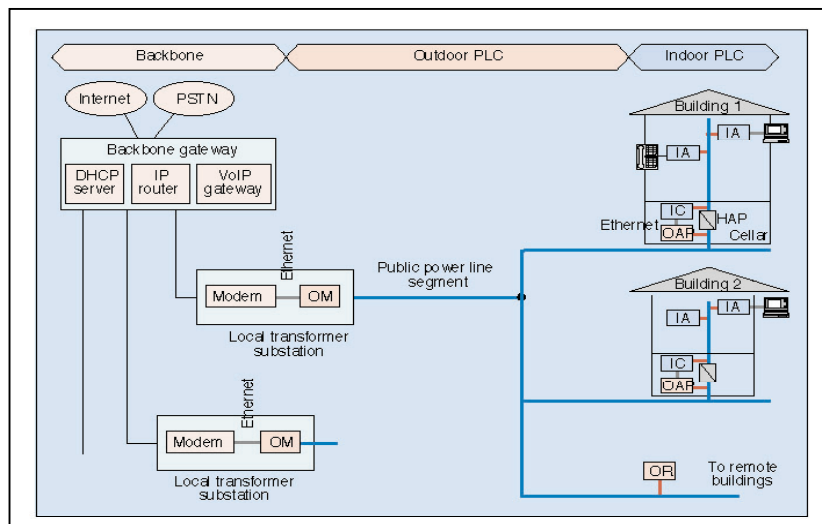 Backbone
Outdoor PLC
Indoor PLC
Internet
PSTN
Backbone gateway
DHCP
server
IP
router
VoIP
gateway
Building 1
IA
IA
IC
OAP
HAP
Ethernet
Cellar
Ethernet
Modem
OM
Local transformer
substation
Public power line
segment
Building 2
IA
IA
IC
OAP
Ethernet
Modem
OM
Local transformer
substation
OR
To remote
buildings